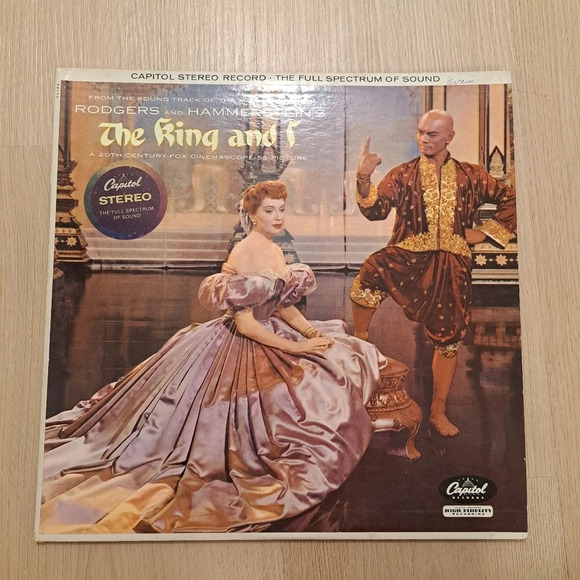 CAPITOL STEREO RECORD · THE FULL SPECTRUM OF SOUND
FROM THE SOUND TRACK OF THE
RODGERS AND HAMMERSTEIN'S
The King and I
A 20TH CENTURY-FOX CINEMASCOPE 55 PICTURE
Capitol
STEREO
THE FULL SPECTRUM
OF SOUND
Capitol
RECORDS
HIGH FIDELITY
RECORDING